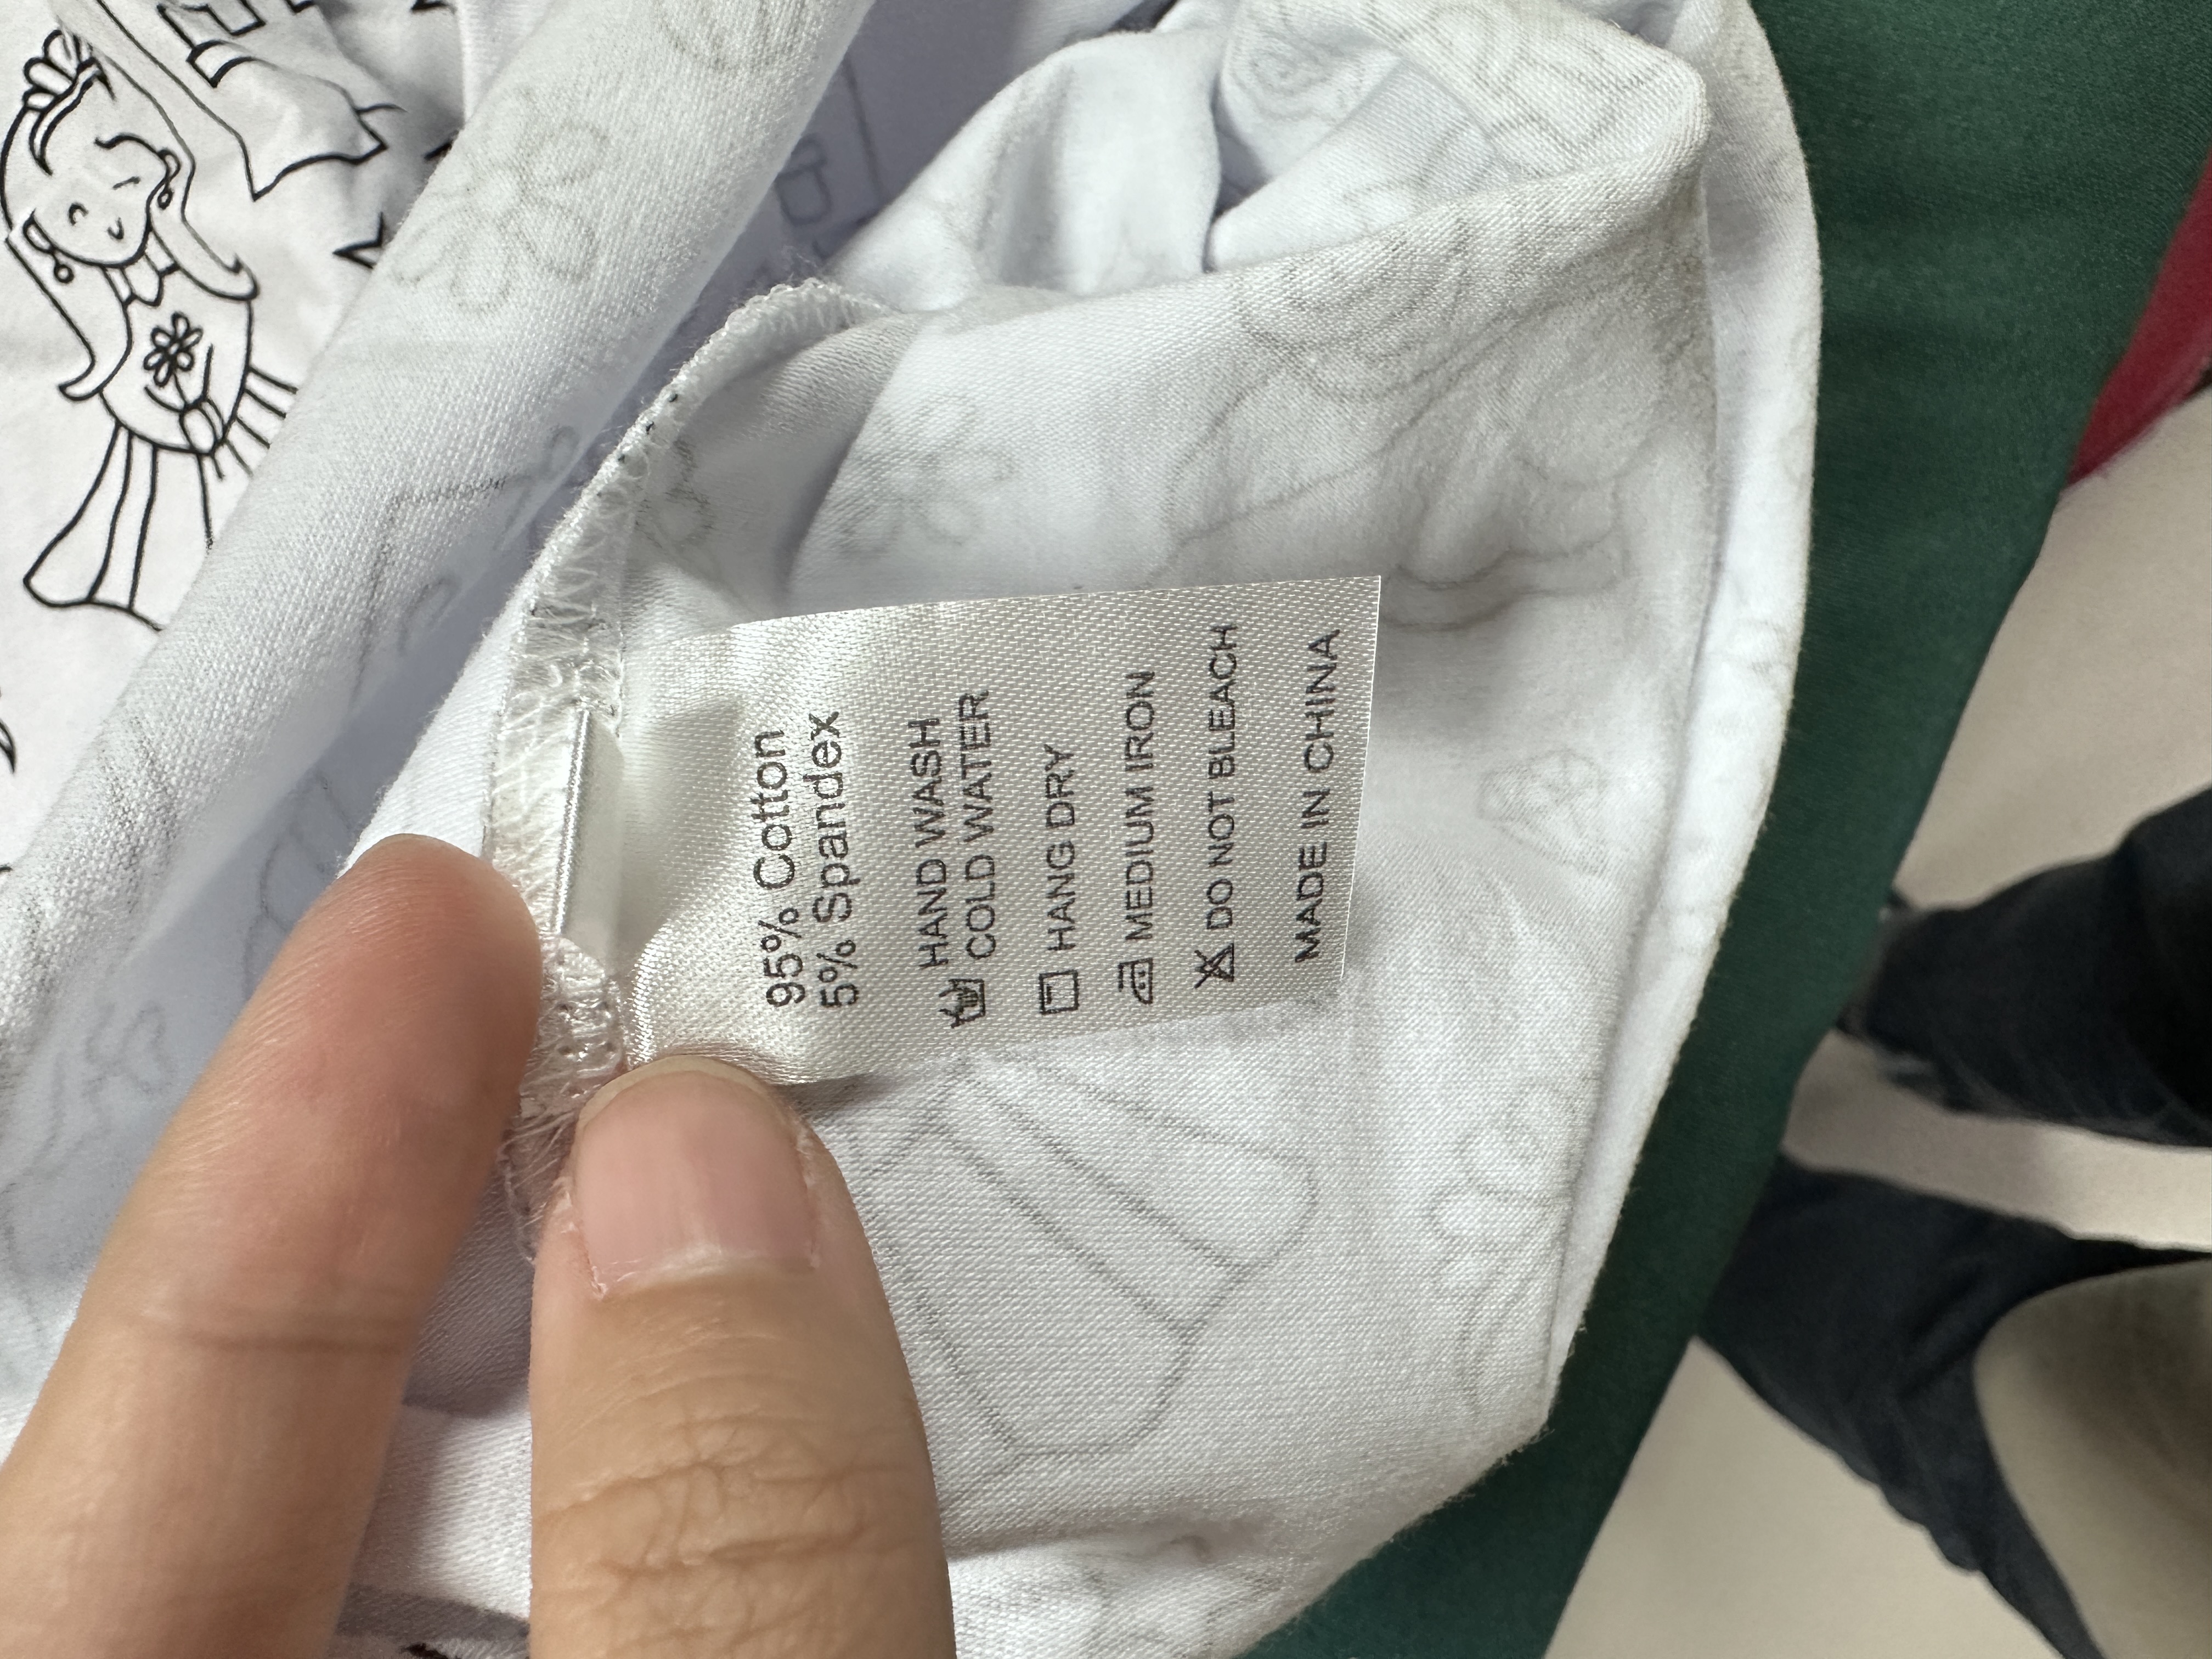 95% Cotton
5% Spandex
HAND WASH
COLD WATER
HANG DRY
MEDIUM IRON
DO NOT BLEACH
MADE IN CHINA